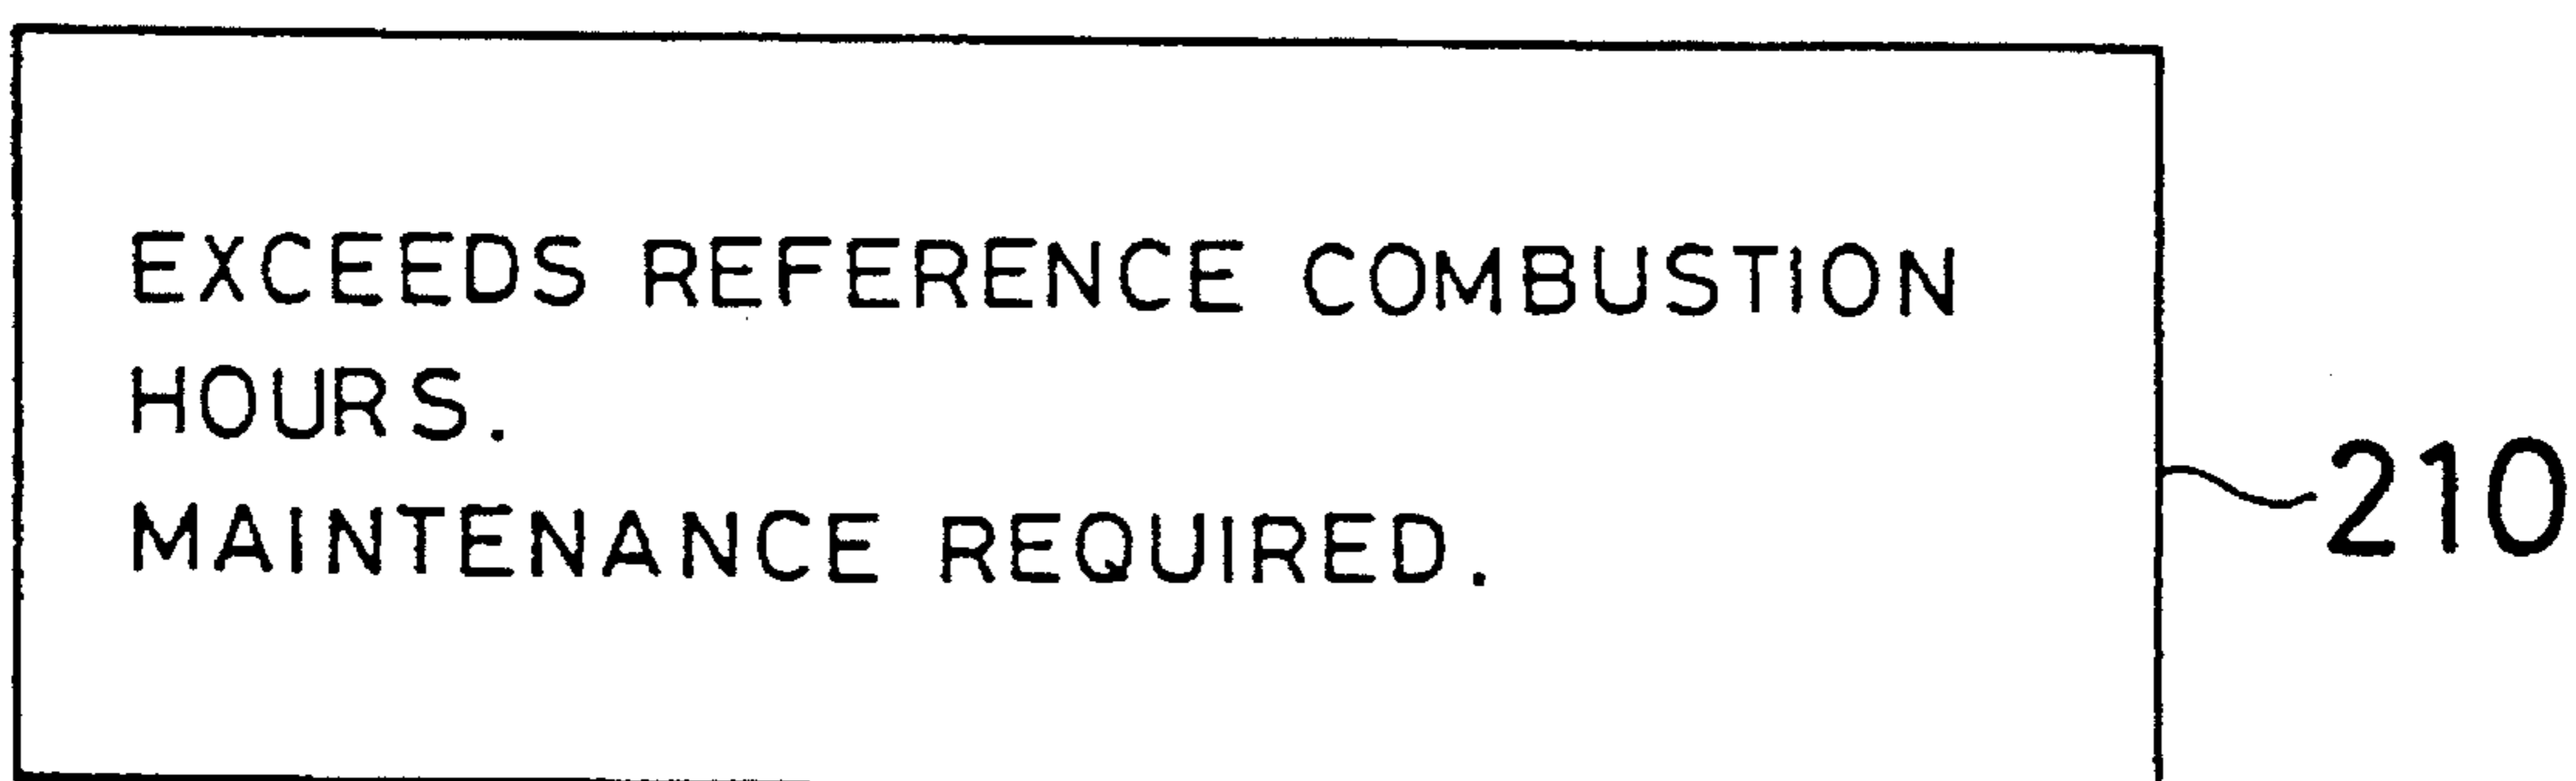 EXCEEDS REFERENCE COMBUSTION
HOURS.
MAINTENANCE REQUIRED.
210